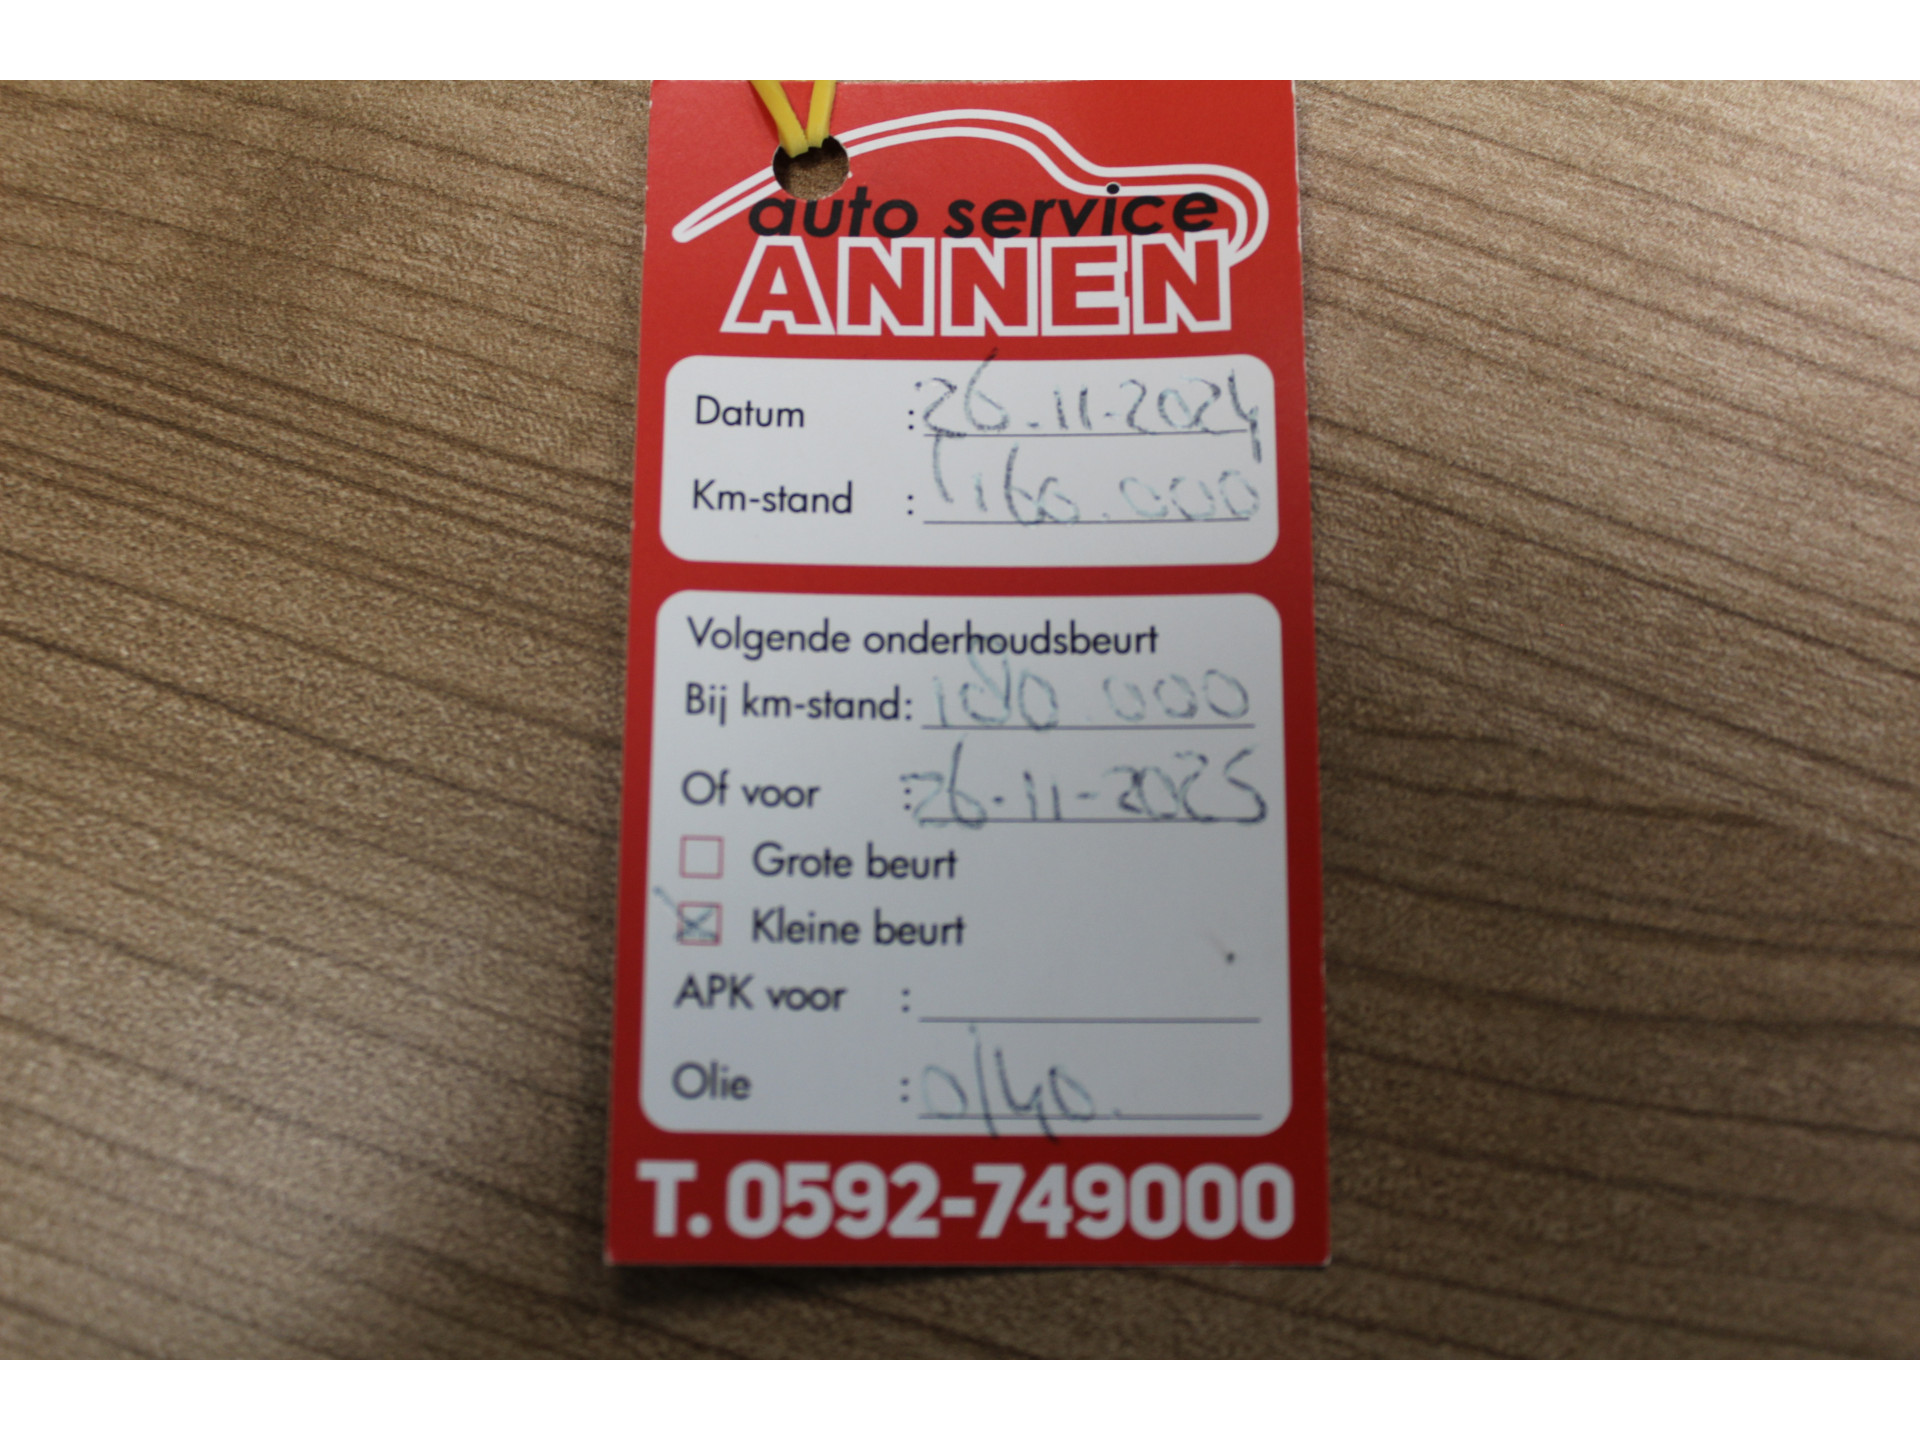 auto service
ANNEN
Datum : 26-11-2024
Km-stand : 160.000
Volgende onderhoudsbeurt
Bij km-stand: 180.000
Of voor : 26-11-2025
Grote beurt
Kleine beurt
APK voor :
Olie : 0/40.
T. 0592-749000